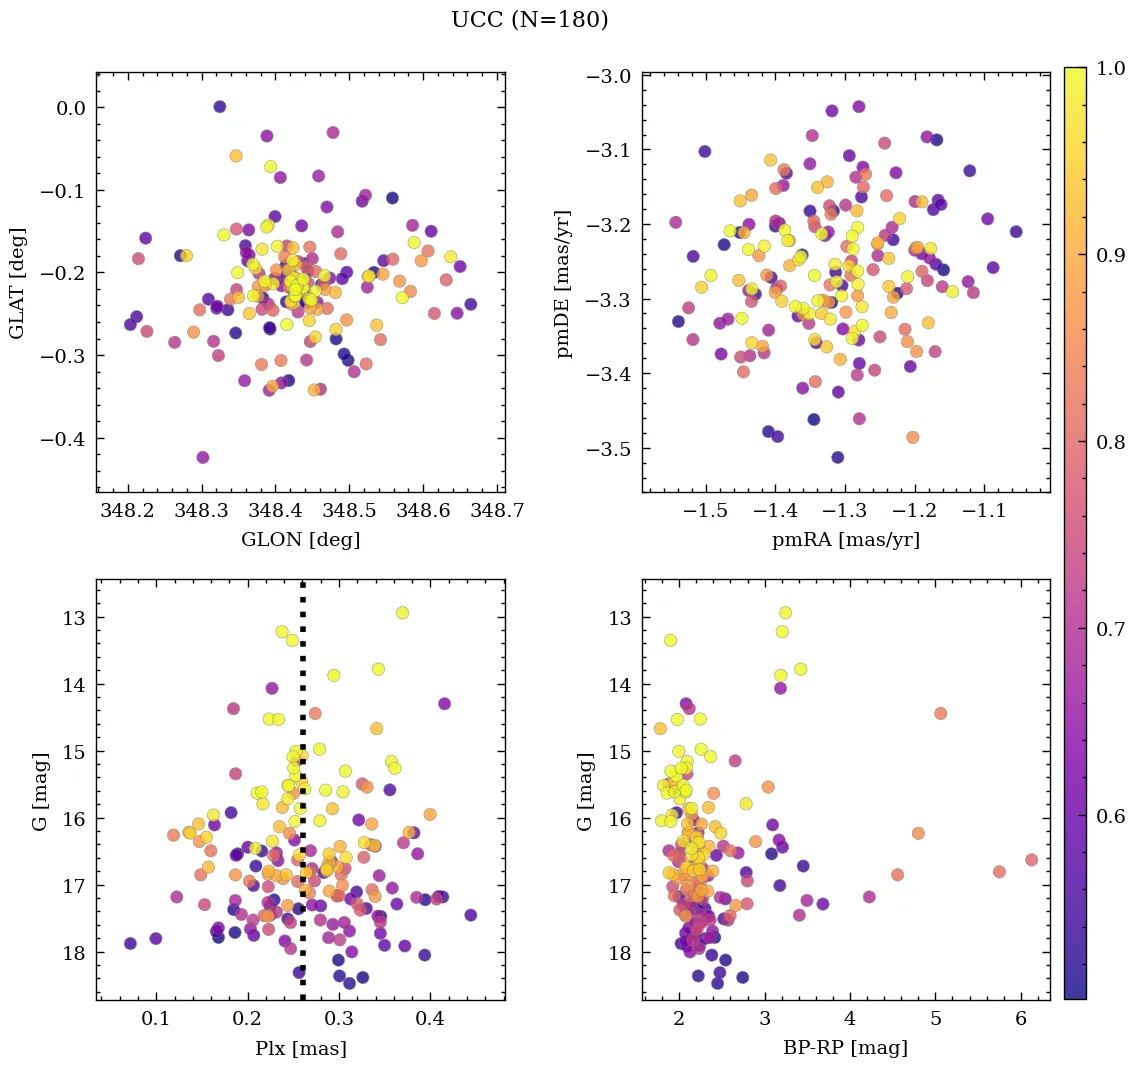 UCC (N=180)
0.0
−0.1
−0.2
−0.3
−0.4
GLAT [deg]
348.2 348.3 348.4 348.5 348.6 348.7
GLON [deg]
−3.0
−3.1
−3.2
−3.3
−3.4
−3.5
pmDE [mas/yr]
−1.5 −1.4 −1.3 −1.2 −1.1
pmRA [mas/yr]
1.0
0.9
0.8
0.7
0.6
13
14
15
16
17
18
G [mag]
0.1 0.2 0.3 0.4
Plx [mas]
13
14
15
16
17
18
G [mag]
2 3 4 5 6
BP-RP [mag]